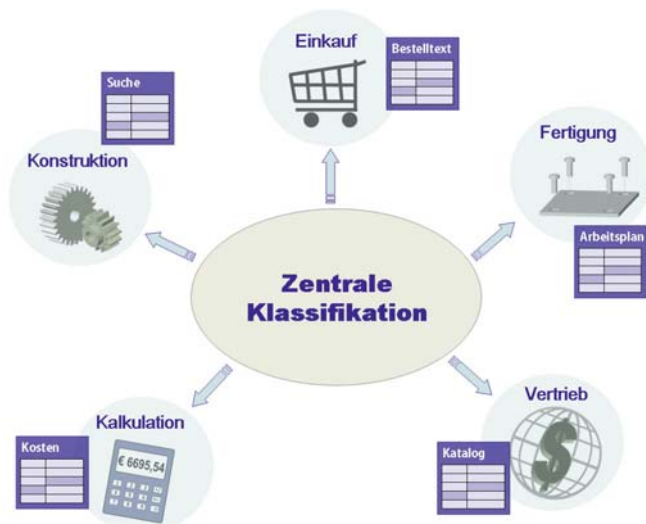 Einkauf
Bestelltext
Suche
Konstruktion
Fertigung
Arbeitsplan
Zentrale
Klassifikation
Kalkulation
Kosten
€ 6695,54
Vertrieb
Katalog
$